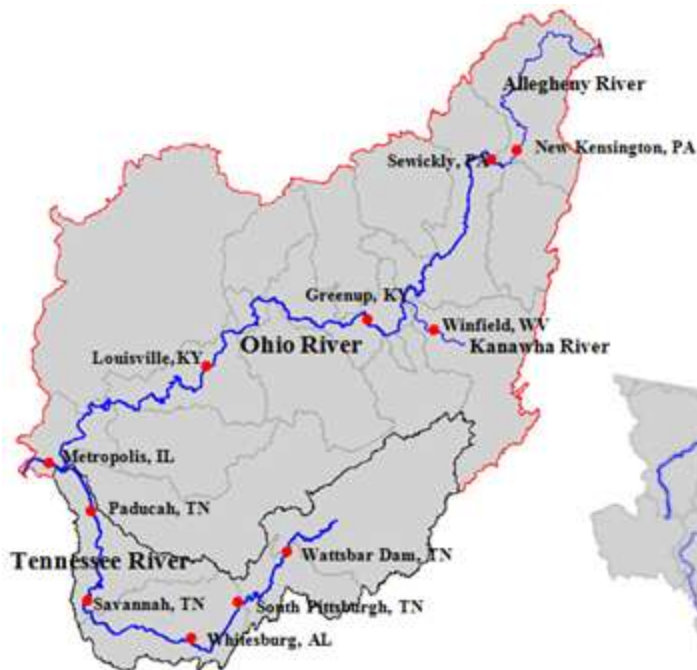 Allegheny River
New Kensington, PA
Sewickly, PA
Greenup, KY
Winfield, WV
Ohio River
Kanawha River
Louisville, KY
Metropolis, IL
Paducah, TN
Wattsbar Dam, TN
Tennessee River
Savannah, TN
South Pittsburgh, TN
Whitesburg, AL